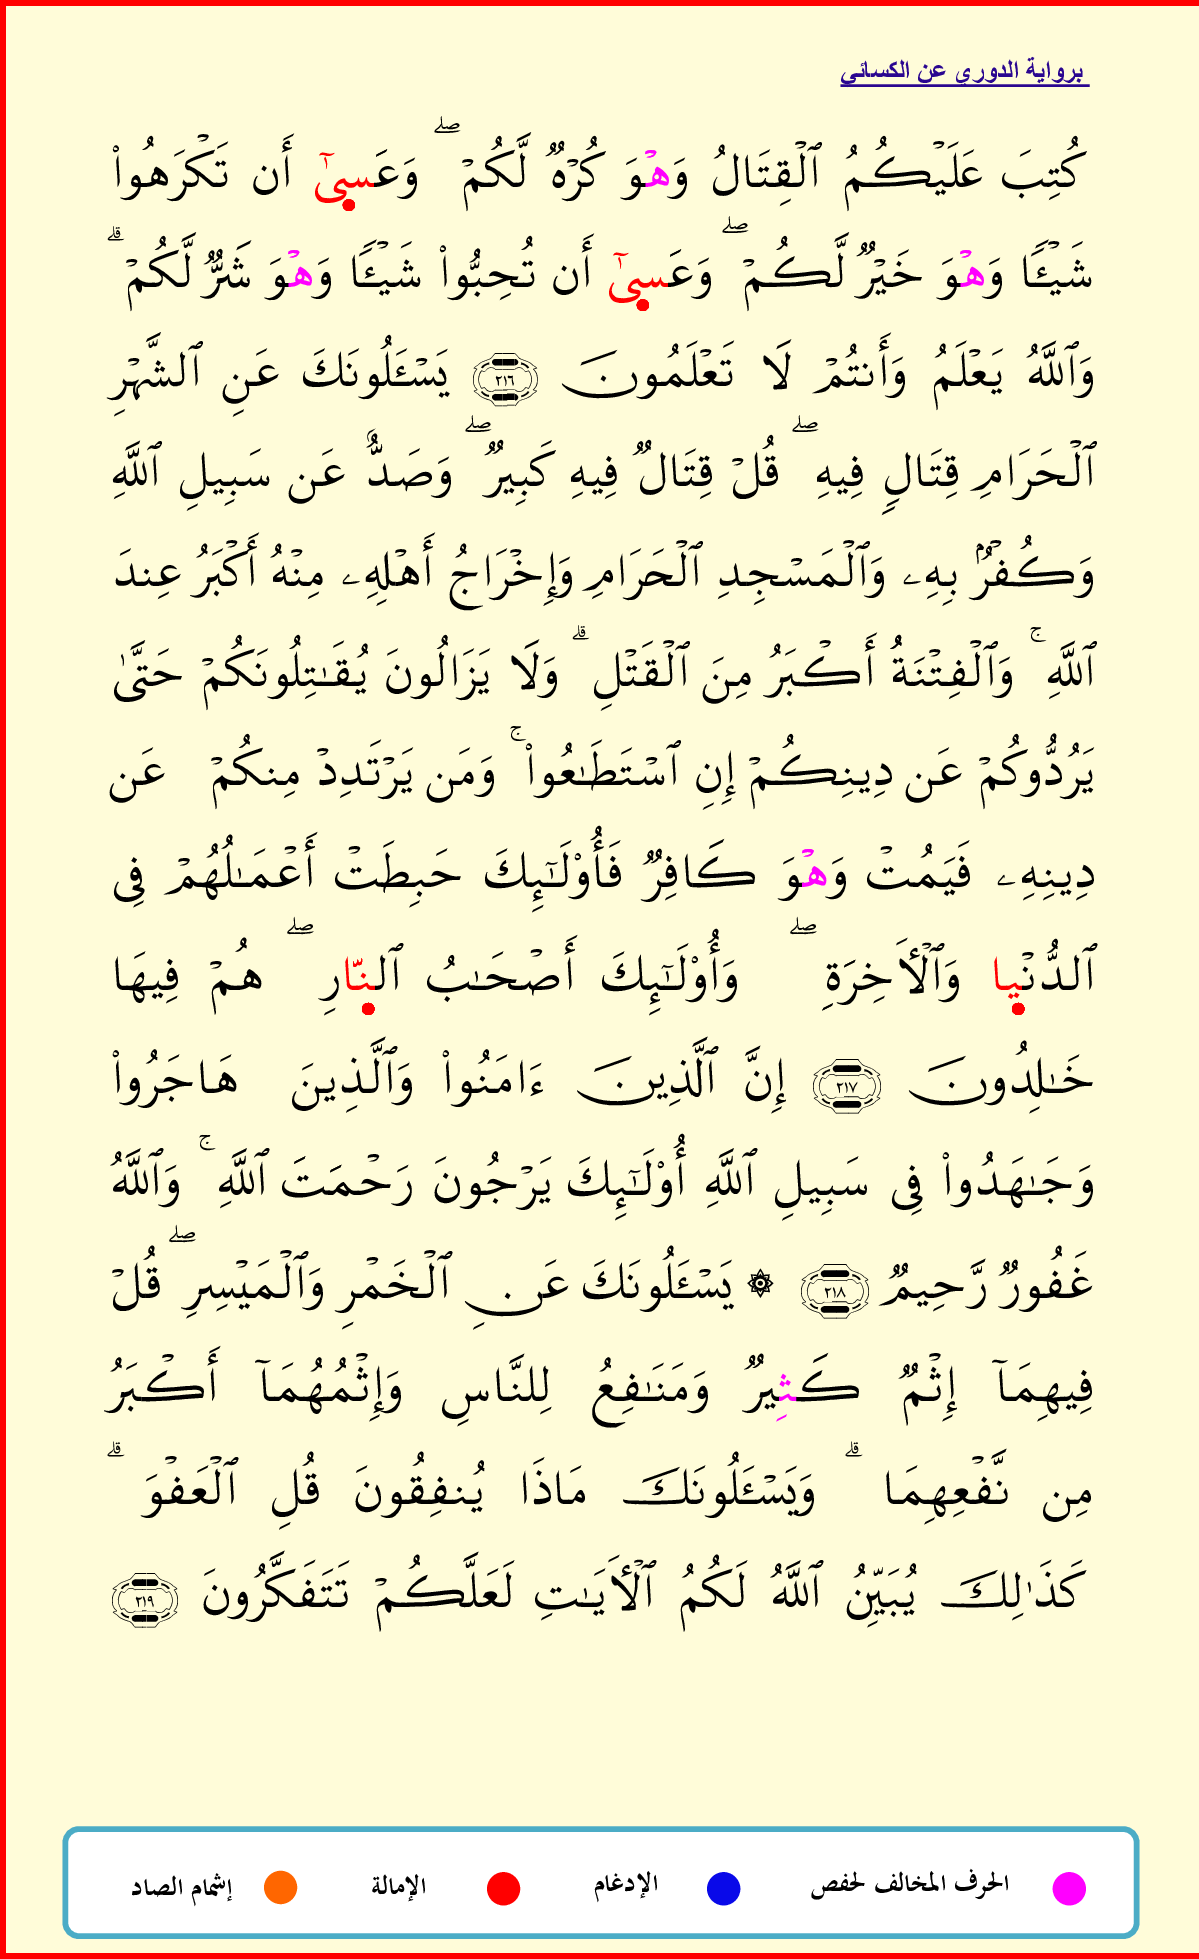 برواية الدوري عن الكسائي
كُتِبَ عَلَيْكُمُ ٱلْقِتَالُ وَهْوَ كُرْهٌ لَّكُمْ ۖ وَعَسِىٰٓ أَن تَكْرَهُوا۟
شَيْـًٔا وَهْوَ خَيْرٌ لَّكُمْ ۖ وَعَسِىٰٓ أَن تُحِبُّوا۟ شَيْـًٔا وَهْوَ شَرٌّ لَّكُمْ ۗ
وَٱللَّهُ يَعْلَمُ وَأَنتُمْ لَا تَعْلَمُونَ ٢١٦ يَسْـَٔلُونَكَ عَنِ ٱلشَّهْرِ
ٱلْحَرَامِ قِتَالٍ فِيهِ ۖ قُلْ قِتَالٌ فِيهِ كَبِيرٌ ۖ وَصَدٌّ عَن سَبِيلِ ٱللَّهِ
وَكُفْرٌۢ بِهِۦ وَٱلْمَسْجِدِ ٱلْحَرَامِ وَإِخْرَاجُ أَهْلِهِۦ مِنْهُ أَكْبَرُ عِندَ
ٱللَّهِ ۚ وَٱلْفِتْنَةُ أَكْبَرُ مِنَ ٱلْقَتْلِ ۗ وَلَا يَزَالُونَ يُقَـٰتِلُونَكُمْ حَتَّىٰ
يَرُدُّوكُمْ عَن دِينِكُمْ إِنِ ٱسْتَطَـٰعُوا۟ ۚ وَمَن يَرْتَدِدْ مِنكُمْ عَن
دِينِهِۦ فَيَمُتْ وَهْوَ كَافِرٌ فَأُو۟لَـٰٓئِكَ حَبِطَتْ أَعْمَـٰلُهُمْ فِى
ٱلدُّنْيِا وَٱلْـَٔاخِرَةِ ۖ وَأُو۟لَـٰٓئِكَ أَصْحَـٰبُ ٱلنَّارِ ۖ هُمْ فِيهَا
خَـٰلِدُونَ ٢١٧ إِنَّ ٱلَّذِينَ ءَامَنُوا۟ وَٱلَّذِينَ هَاجَرُوا۟
وَجَـٰهَدُوا۟ فِى سَبِيلِ ٱللَّهِ أُو۟لَـٰٓئِكَ يَرْجُونَ رَحْمَتَ ٱللَّهِ ۚ وَٱللَّهُ
غَفُورٌ رَّحِيمٌ ٢١٨ ۞ يَسْـَٔلُونَكَ عَنِ ٱلْخَمْرِ وَٱلْمَيْسِرِ ۖ قُلْ
فِيهِمَآ إِثْمٌ كَثِيرٌ وَمَنَـٰفِعُ لِلنَّاسِ وَإِثْمُهُمَآ أَكْبَرُ
مِن نَّفْعِهِمَا ۗ وَيَسْـَٔلُونَكَ مَاذَا يُنفِقُونَ قُلِ ٱلْعَفْوَ ۗ
كَذَٰلِكَ يُبَيِّنُ ٱللَّهُ لَكُمُ ٱلْـَٔايَـٰتِ لَعَلَّكُمْ تَتَفَكَّرُونَ ٢١٩
الحرف المخالف لحفص الإدغام الإمالة إشمام الصاد